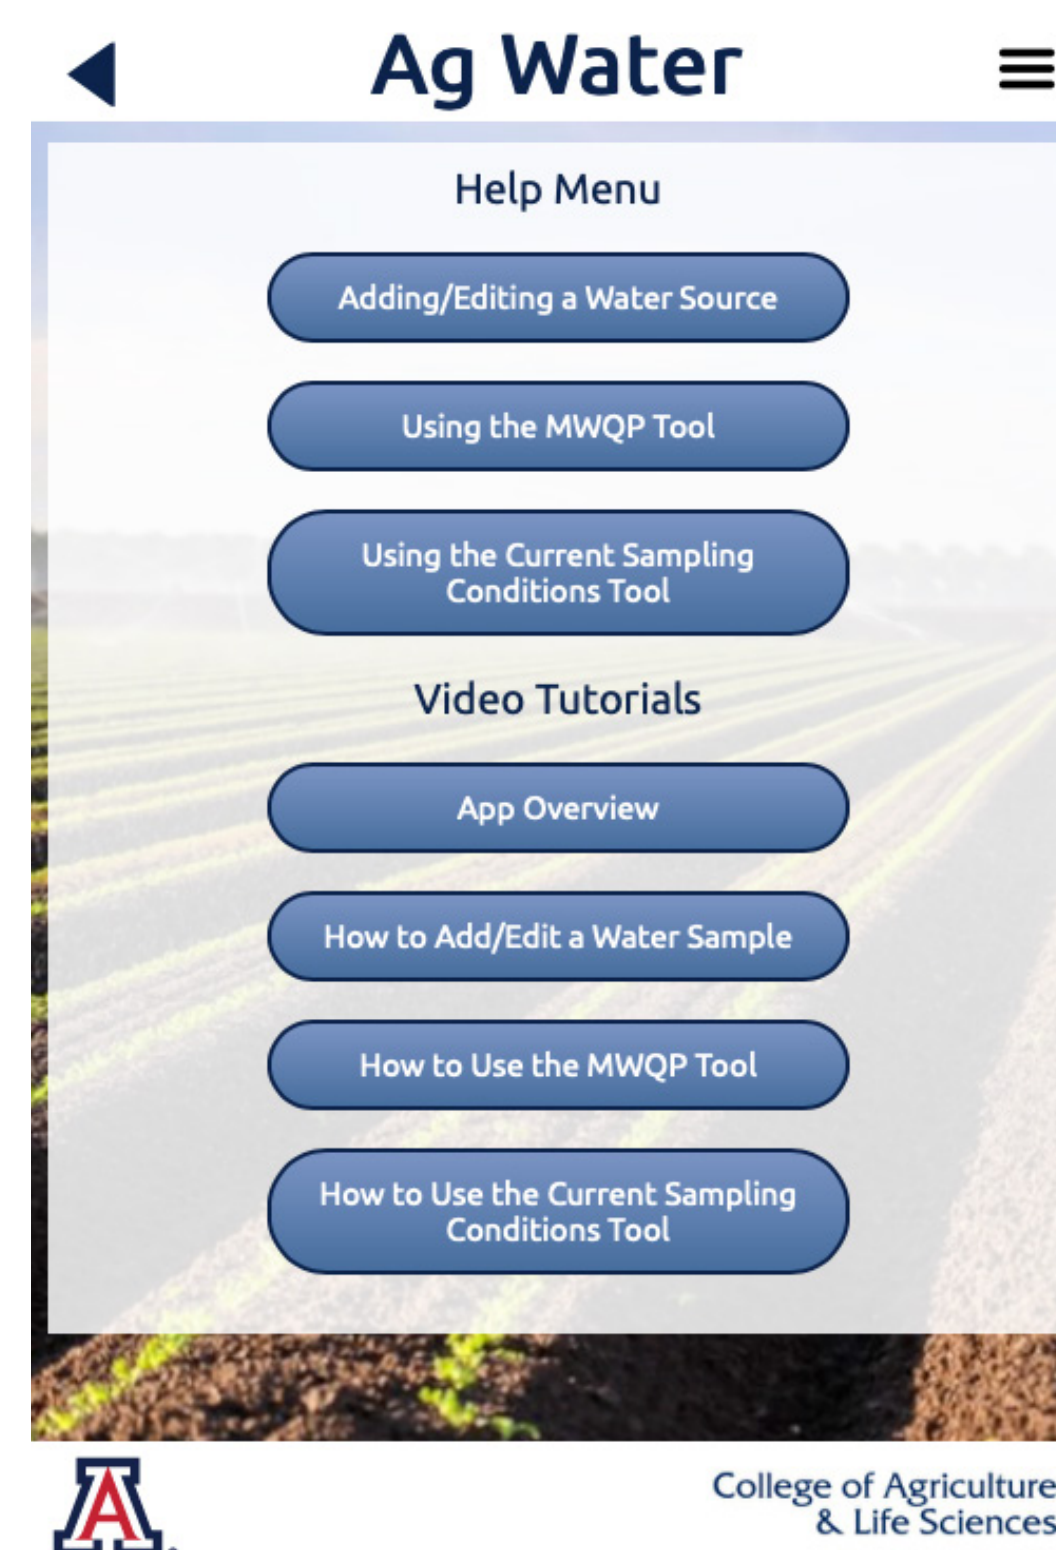 Ag Water
Help Menu
Adding/Editing a Water Source
Using the MWQP Tool
Using the Current Sampling
Conditions Tool
Video Tutorials
App Overview
How to Add/Edit a Water Sample
How to Use the MWQP Tool
How to Use the Current Sampling
Conditions Tool
A
College of Agriculture
& Life Sciences